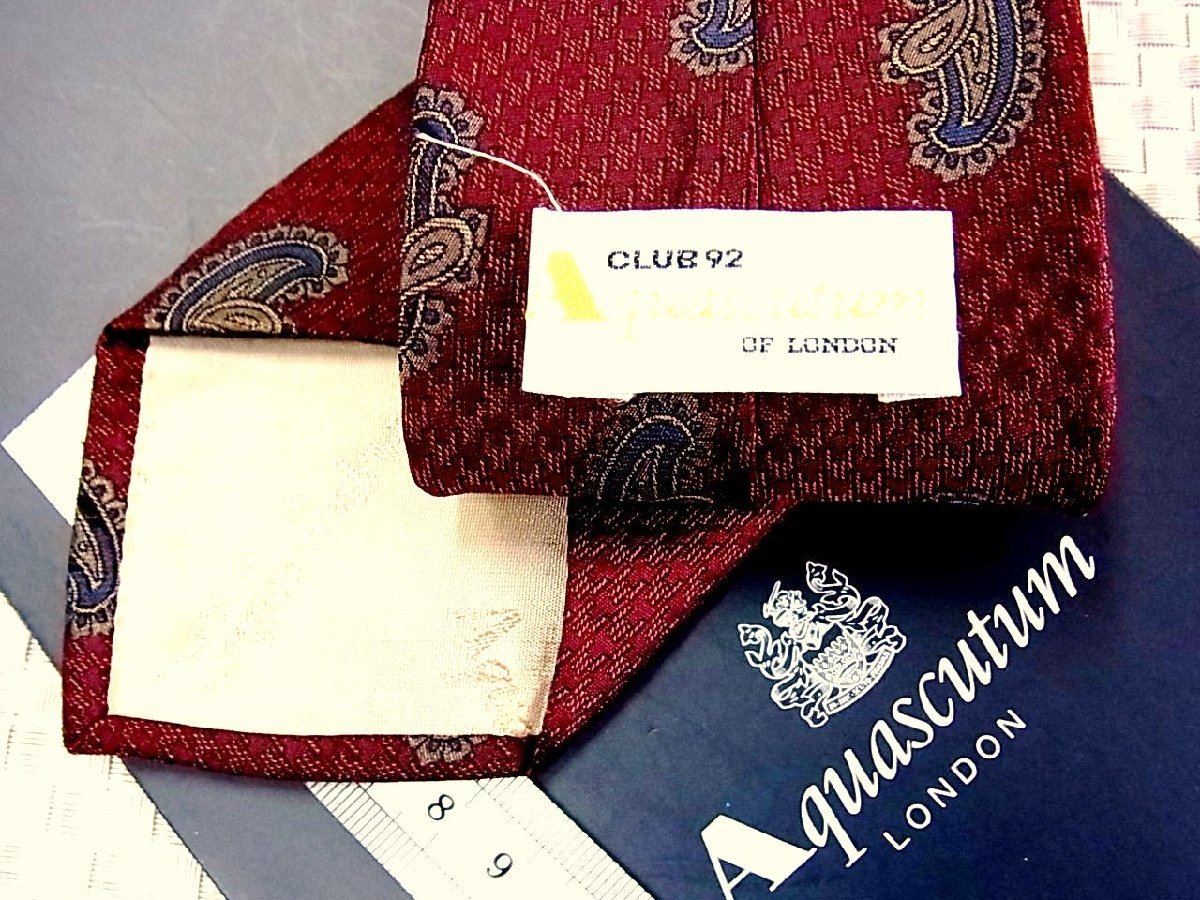 CLUB 92
Aquascutum
OF LONDON
Aquascutum
LONDON
8
9